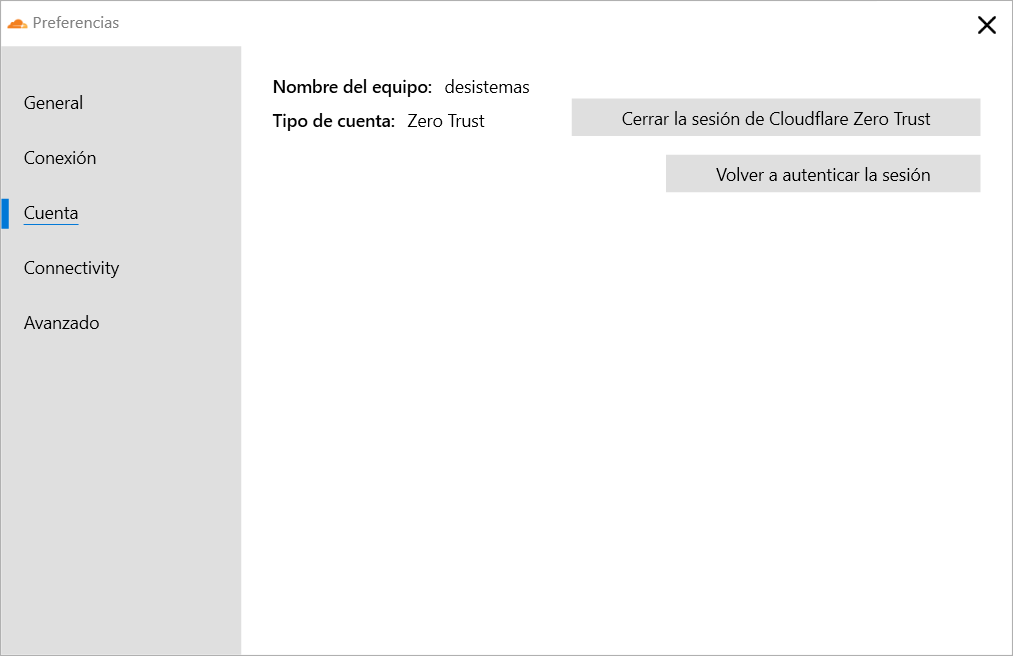 Preferencias
General
Conexión
Cuenta
Connectivity
Avanzado
Nombre del equipo: desistemas
Tipo de cuenta: Zero Trust
Cerrar la sesión de Cloudflare Zero Trust
Volver a autenticar la sesión